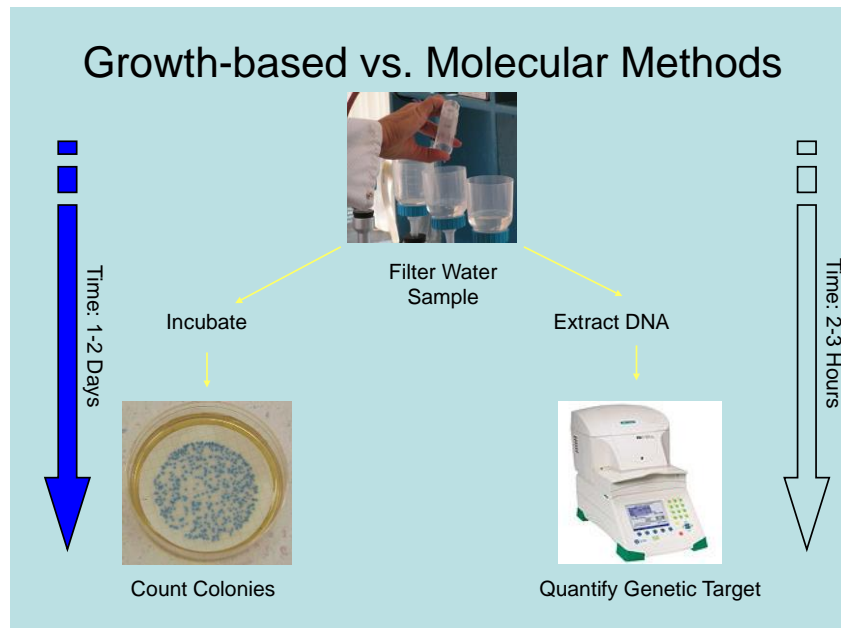 Growth-based vs. Molecular Methods
Filter Water
Sample
Incubate
Extract DNA
Time: 1-2 Days
Time: 2-3 Hours
Count Colonies
Quantify Genetic Target